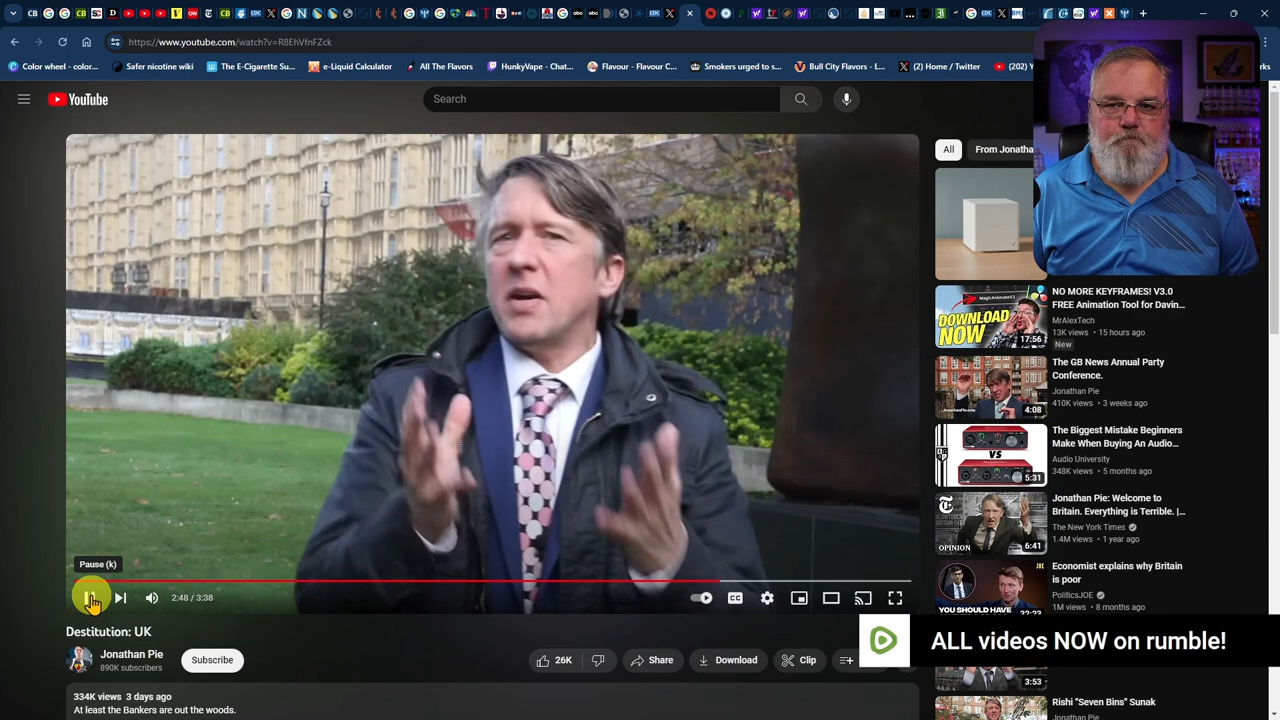 https://www.youtube.com/watch?v=R8EhVfnFZck
Color wheel - color...
Safer nicotine wiki
The E-Cigarette Su...
e-Liquid Calculator
All The Flavors
HunkyVape - Chat...
Flavour - Flavour C...
Smokers urged to s...
Bull City Flavors - L...
(2) Home / Twitter
YouTube
Search
All
From Jonatha
NO MORE KEYFRAMES! V3.0
FREE Animation Tool for Davin...
MrAlexTech
13K views • 15 hours ago
New
DOWNLOAD
NOW
17:56
The GB News Annual Party
Conference.
Jonathan Pie
410K views • 3 weeks ago
4:08
The Biggest Mistake Beginners
Make When Buying An Audio...
Audio University
348K views • 5 months ago
VS
5:31
Jonathan Pie: Welcome to
Britain. Everything is Terrible. |...
The New York Times
1.4M views • 1 year ago
OPINION
6:41
Economist explains why Britain
is poor
PoliticsJOE
1M views • 8 months ago
JOE
YOU SHOULD HAVE
32:23
Pause (k)
2:48 / 3:38
CC
Destitution: UK
Jonathan Pie
890K subscribers
Subscribe
26K
Share
Download
Clip
ALL videos NOW on rumble!
3:53
334K views 3 days ago
At least the Bankers are out the woods.
Rishi "Seven Bins" Sunak
Jonathan Pie